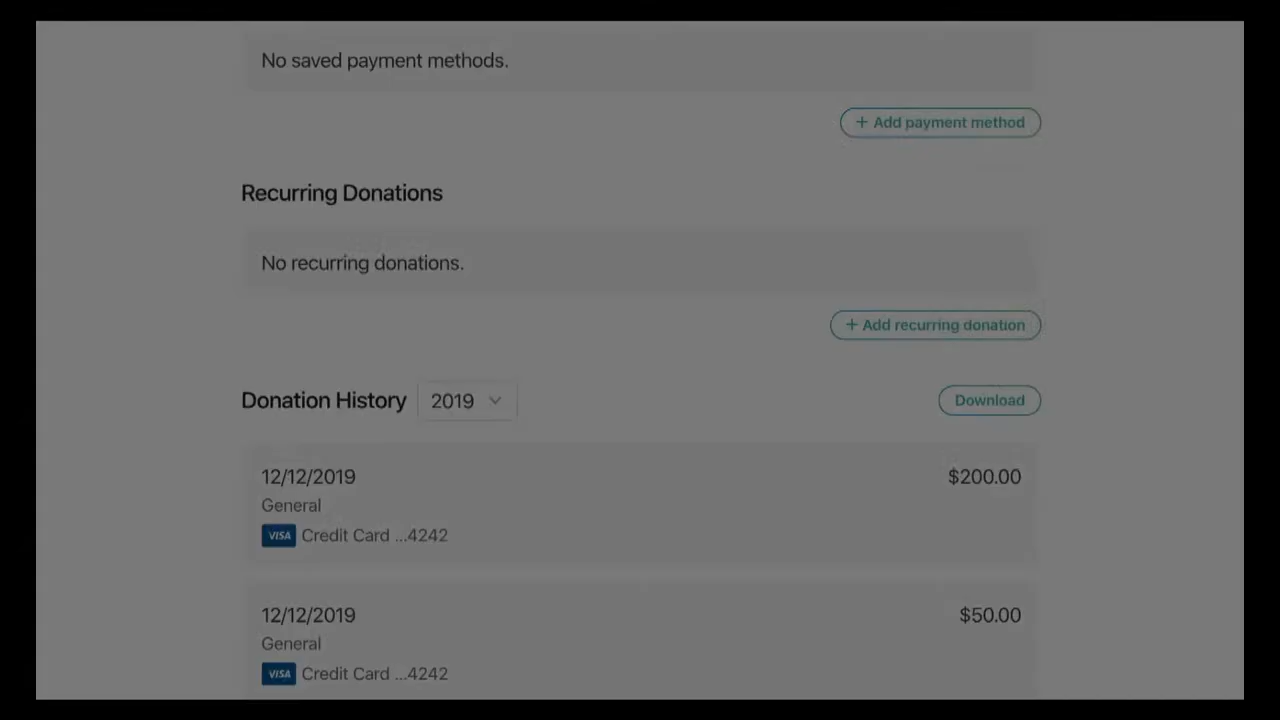 No saved payment methods.
+ Add payment method
Recurring Donations
No recurring donations.
+ Add recurring donation
Donation History 2019 Download
12/12/2019 $200.00
General
VISA Credit Card ...4242
12/12/2019 $50.00
General
VISA Credit Card ...4242